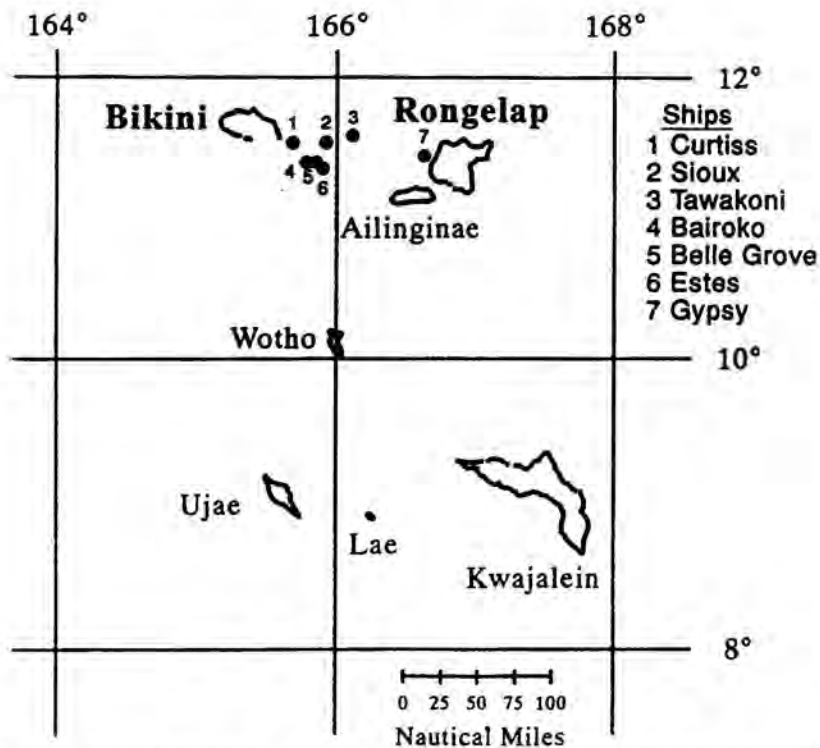 164° 166° 168°
12°
Bikini
Rongelap
1 2 3
7
4 5 6
Ailinginae
Ships
1 Curtiss
2 Sioux
3 Tawakoni
4 Bairoko
5 Belle Grove
6 Estes
7 Gypsy
Wotho
10°
Ujae
Lae
Kwajalein
8°
0 25 50 75 100
Nautical Miles